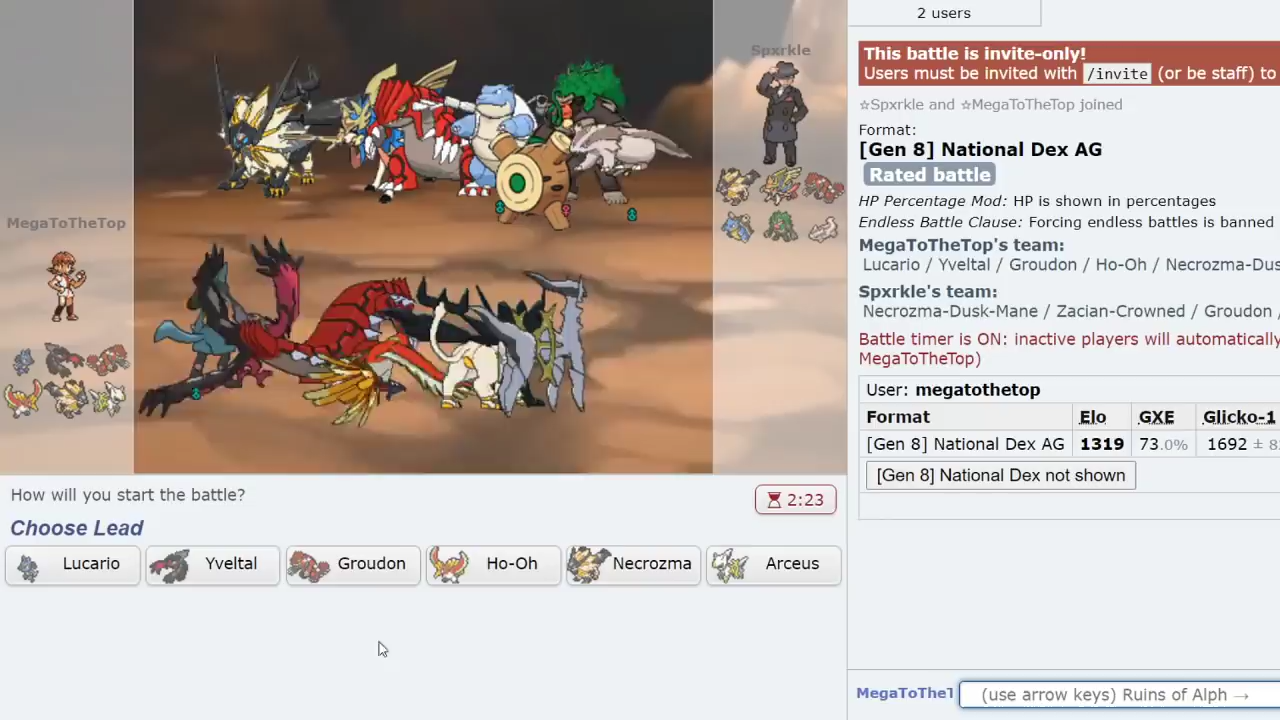 2 users
Spxrkle
MegaToTheTop
This battle is invite-only!
Users must be invited with /invite (or be staff) to
☆Spxrkle and ☆MegaToTheTop joined
Format:
[Gen 8] National Dex AG
Rated battle
HP Percentage Mod: HP is shown in percentages
Endless Battle Clause: Forcing endless battles is banned
MegaToTheTop's team:
Lucario / Yveltal / Groudon / Ho-Oh / Necrozma-Dus
Spxrkle's team:
Necrozma-Dusk-Mane / Zacian-Crowned / Groudon /
Battle timer is ON: inactive players will automatically
MegaToTheTop)
User: megatothetop
Format Elo GXE Glicko-1
[Gen 8] National Dex AG 1319 73.0% 1692 ± 8
[Gen 8] National Dex not shown
How will you start the battle?
2:23
Choose Lead
Lucario Yveltal Groudon Ho-Oh Necrozma Arceus
MegaToTheT (use arrow keys) Ruins of Alph →